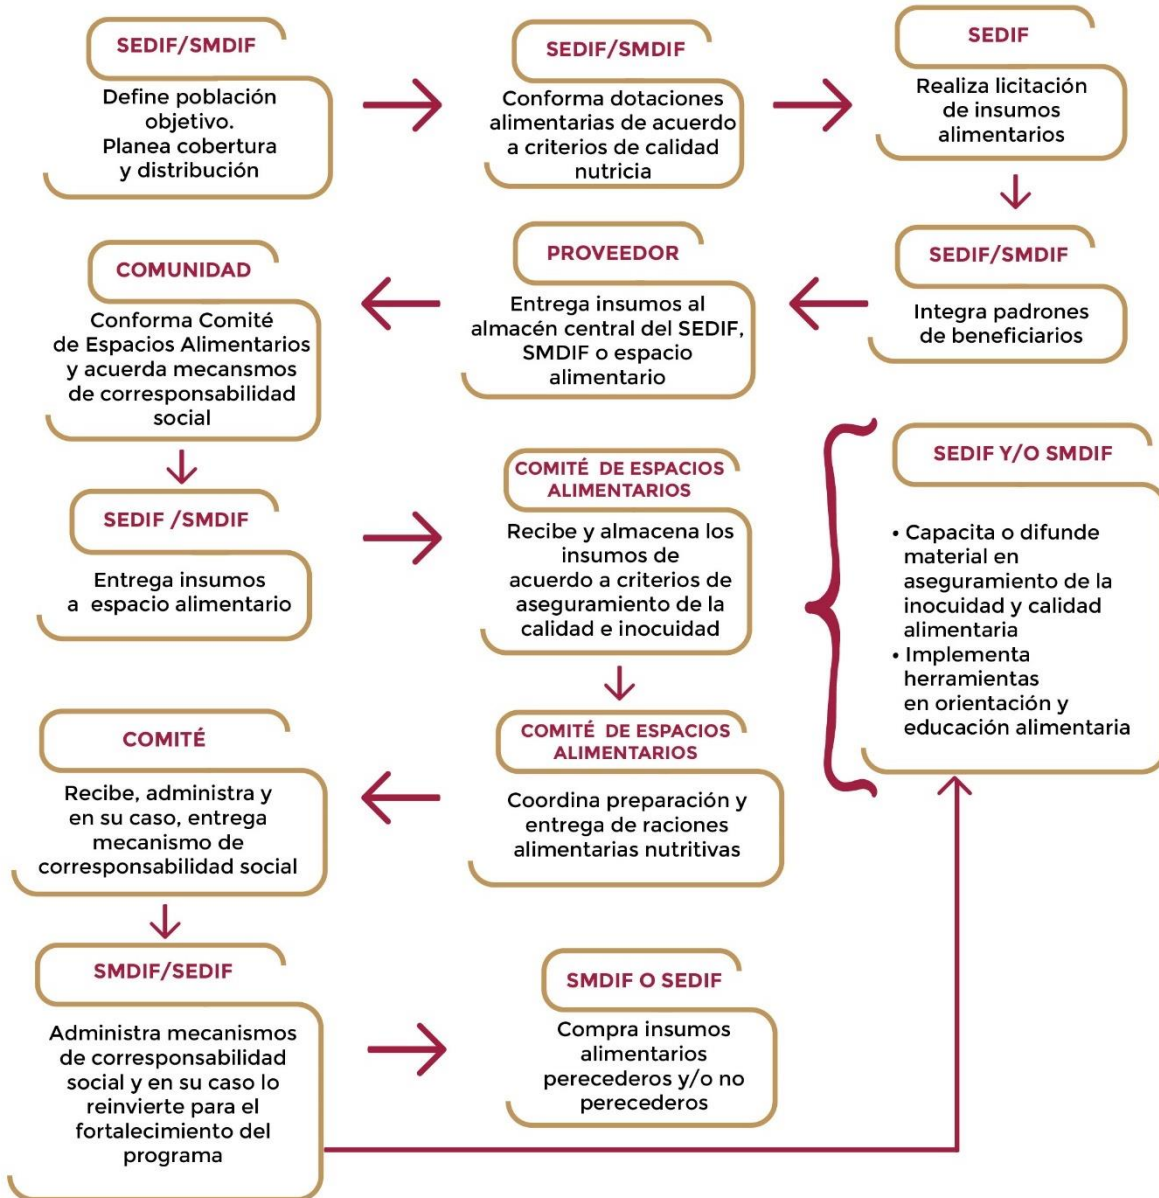 SEDIF/SMDIF
Define población
objetivo.
Planea cobertura
y distribución
SEDIF/SMDIF
Conforma dotaciones
alimentarias de acuerdo
a criterios de calidad
nutricia
SEDIF
Realiza licitación
de insumos
alimentarios
SEDIF/SMDIF
Integra padrones
de beneficiarios
PROVEEDOR
Entrega insumos al
almacén central del SEDIF,
SMDIF o espacio
alimentario
COMUNIDAD
Conforma Comité
de Espacios Alimentarios
y acuerda mecansmos
de corresponsabilidad
social
SEDIF /SMDIF
Entrega insumos
a espacio alimentario
COMITÉ DE ESPACIOS
ALIMENTARIOS
Recibe y almacena los
insumos de
acuerdo a criterios de
aseguramiento de la
calidad e inocuidad
SEDIF Y/O SMDIF
• Capacita o difunde
material en
aseguramiento de la
inocuidad y calidad
alimentaria
• Implementa
herramientas
en orientación y
educación alimentaria
COMITÉ DE ESPACIOS
ALIMENTARIOS
Coordina preparación y
entrega de raciones
alimentarias nutritivas
COMITÉ
Recibe, administra y
en su caso, entrega
mecanismo de
corresponsabilidad social
SMDIF/SEDIF
Administra mecanismos
de corresponsabilidad
social y en su caso lo
reinvierte para el
fortalecimiento del
programa
SMDIF O SEDIF
Compra insumos
alimentarios
perecederos y/o no
perecederos